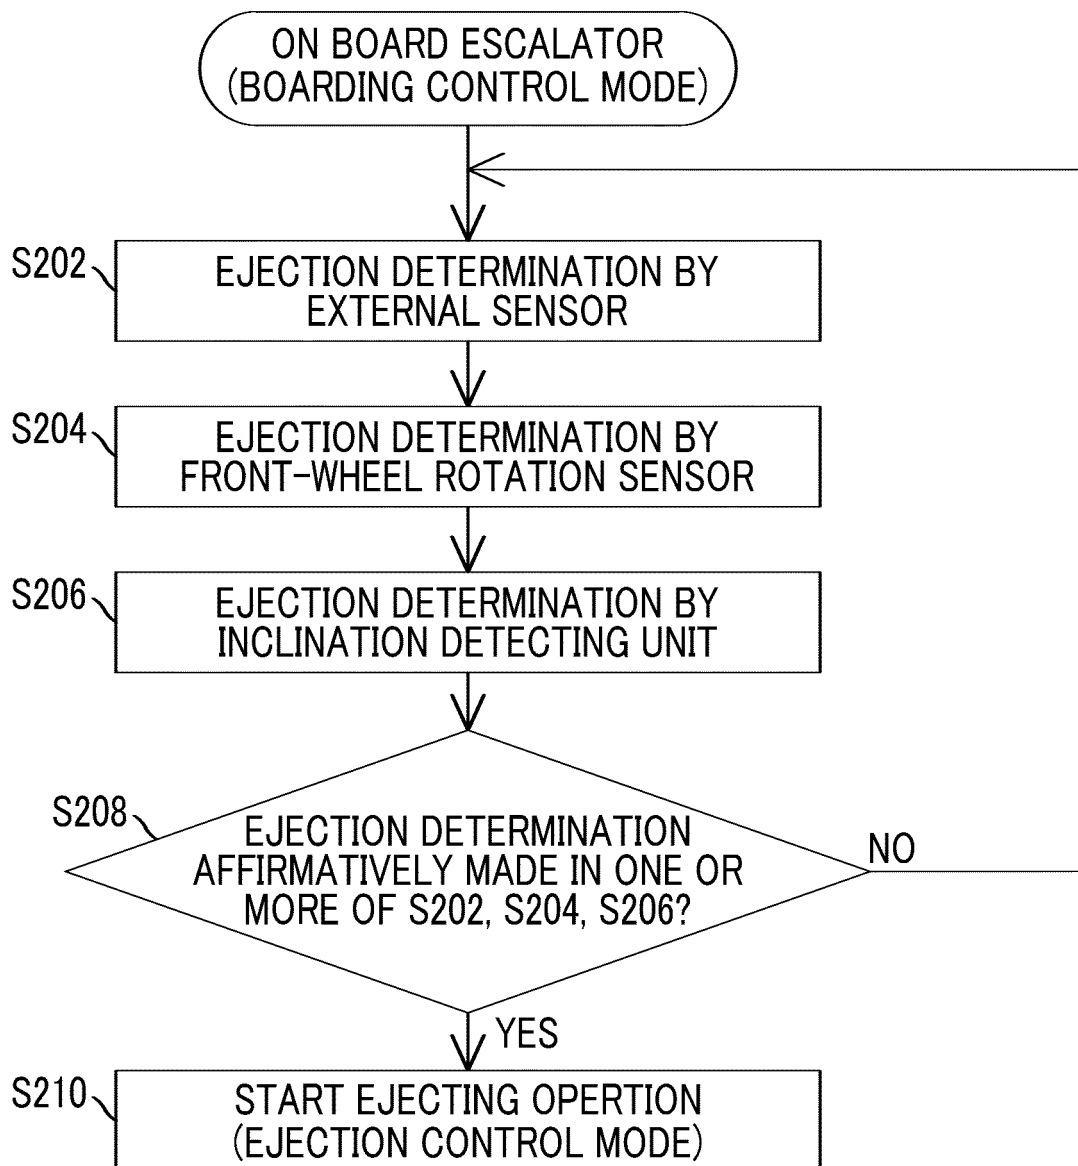 ON BOARD ESCALATOR
(BOARDING CONTROL MODE)
S202
EJECTION DETERMINATION BY
EXTERNAL SENSOR
S204
EJECTION DETERMINATION BY
FRONT-WHEEL ROTATION SENSOR
S206
EJECTION DETERMINATION BY
INCLINATION DETECTING UNIT
S208
EJECTION DETERMINATION
AFFIRMATIVELY MADE IN ONE OR
MORE OF S202, S204, S206?
NO
YES
S210
START EJECTING OPERTION
(EJECTION CONTROL MODE)